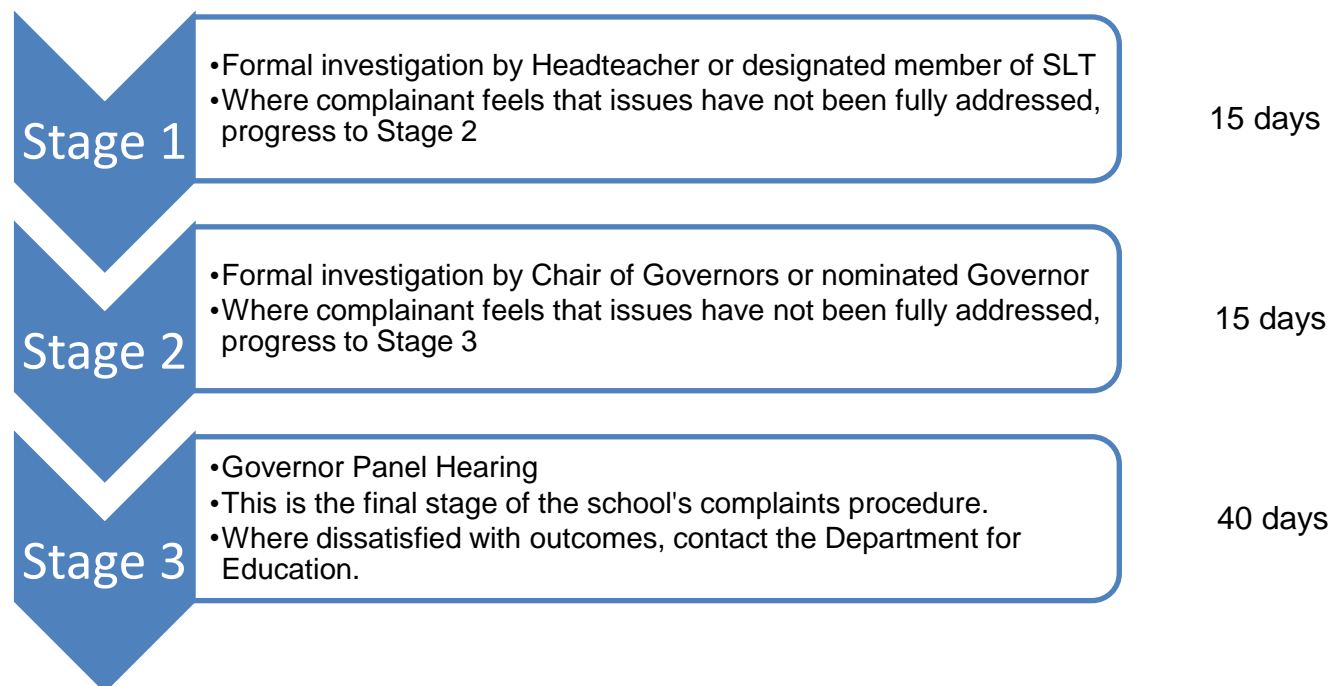 Stage 1
•Formal investigation by Headteacher or designated member of SLT
•Where complainant feels that issues have not been fully addressed,
progress to Stage 2
15 days
Stage 2
•Formal investigation by Chair of Governors or nominated Governor
•Where complainant feels that issues have not been fully addressed,
progress to Stage 3
15 days
Stage 3
•Governor Panel Hearing
•This is the final stage of the school's complaints procedure.
•Where dissatisfied with outcomes, contact the Department for
Education.
40 days